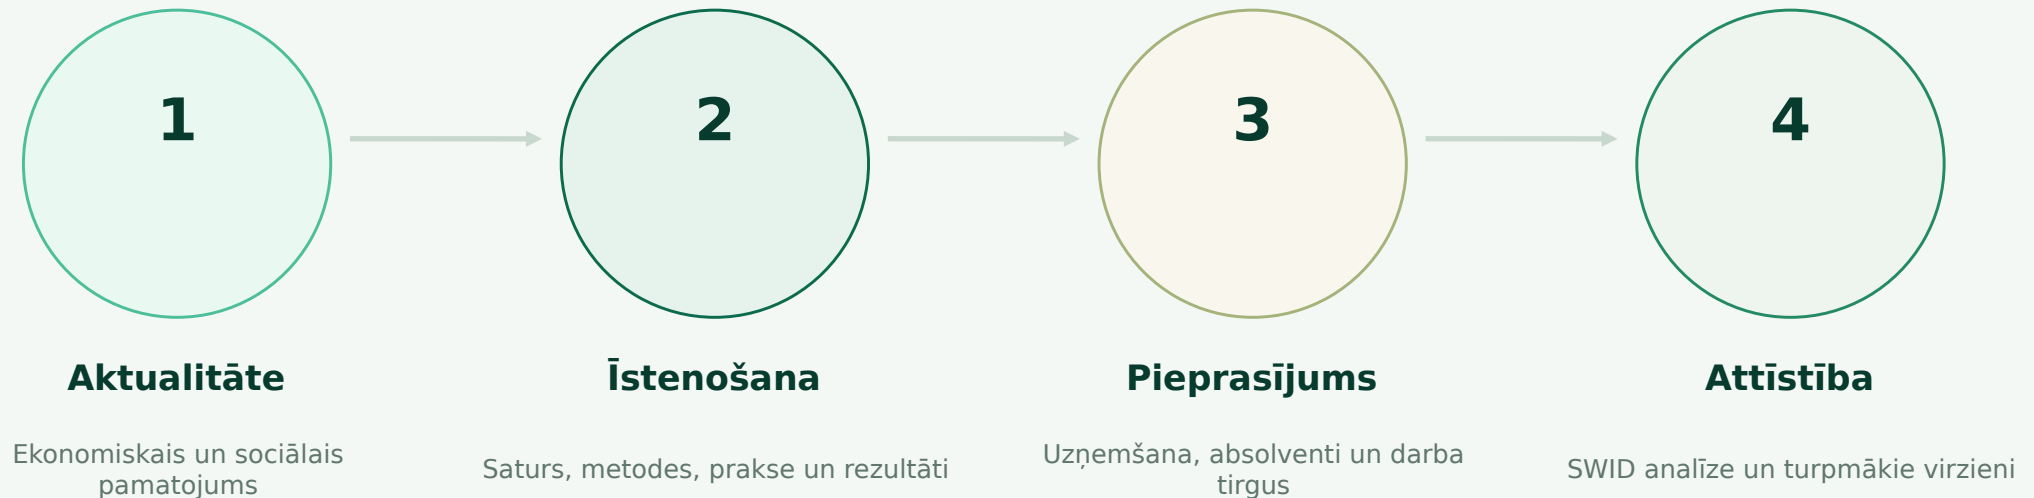 1
2
3
4
Aktualitāte
Īstenošana
Pieprasījums
Attīstība
Ekonomiskais un sociālais
pamatojums
Saturs, metodes, prakse un rezultāti
Uzņemšana, absolventi un darba
tirgus
SWID analīze un turpmākie virzieni